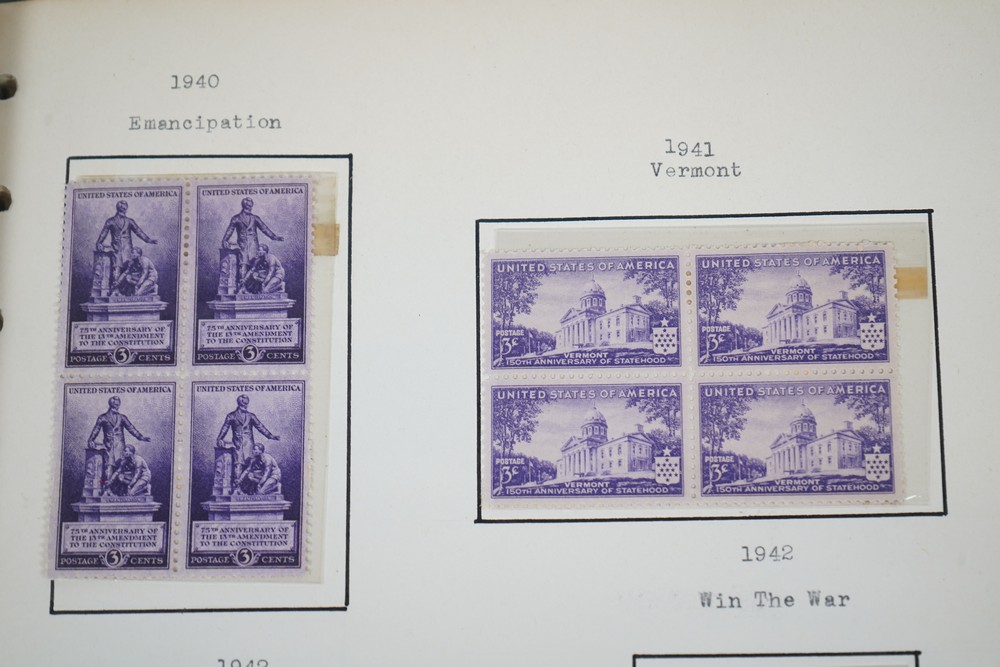 1940
Emancipation
UNITED STATES OF AMERICA
75TH ANNIVERSARY OF
THE 13TH AMENDMENT
TO THE CONSTITUTION
POSTAGE 3 CENTS
UNITED STATES OF AMERICA
75TH ANNIVERSARY OF
THE 13TH AMENDMENT
TO THE CONSTITUTION
POSTAGE 3 CENTS
UNITED STATES OF AMERICA
75TH ANNIVERSARY OF
THE 13TH AMENDMENT
TO THE CONSTITUTION
POSTAGE 3 CENTS
UNITED STATES OF AMERICA
75TH ANNIVERSARY OF
THE 13TH AMENDMENT
TO THE CONSTITUTION
POSTAGE 3 CENTS
1941
Vermont
UNITED STATES OF AMERICA
POSTAGE
3¢
VERMONT
150TH ANNIVERSARY OF STATEHOOD
UNITED STATES OF AMERICA
POSTAGE
3¢
VERMONT
150TH ANNIVERSARY OF STATEHOOD
UNITED STATES OF AMERICA
POSTAGE
3¢
VERMONT
150TH ANNIVERSARY OF STATEHOOD
UNITED STATES OF AMERICA
POSTAGE
3¢
VERMONT
150TH ANNIVERSARY OF STATEHOOD
1942
Win The War